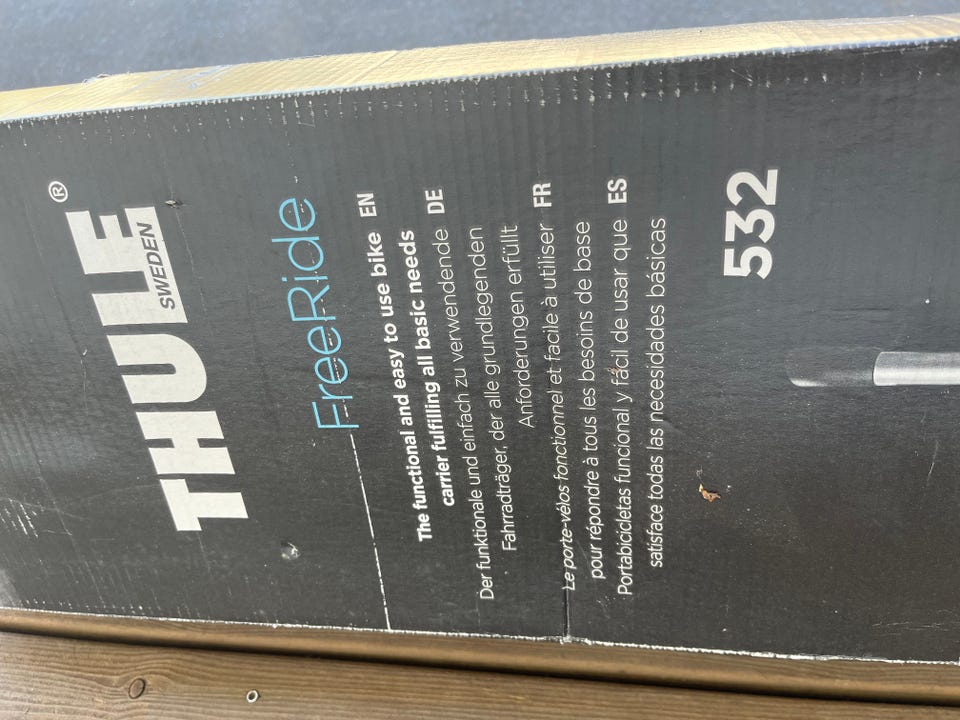 THULE®
SWEDEN
FreeRide
The functional and easy to use bike EN
carrier fulfilling all basic needs
Der funktionale und einfach zu verwendende DE
Fahrradträger, der alle grundlegenden
Anforderungen erfüllt
Le porte-vélos fonctionnel et facile à utiliser FR
pour répondre à tous les besoins de base
Portabicicletas funcional y fácil de usar que ES
satisface todas las necesidades básicas
532